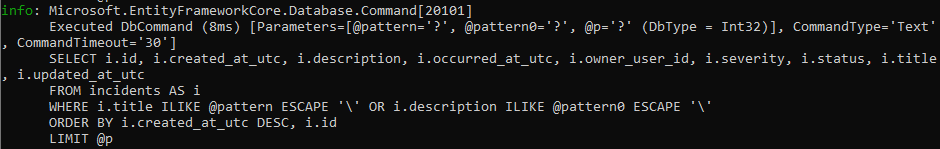 info: Microsoft.EntityFrameworkCore.Database.Command[20101]
Executed DbCommand (8ms) [Parameters=[@pattern='?', @pattern0='?', @p='?' (DbType = Int32)], CommandType='Text'
, CommandTimeout='30']
SELECT i.id, i.created_at_utc, i.description, i.occurred_at_utc, i.owner_user_id, i.severity, i.status, i.title
, i.updated_at_utc
FROM incidents AS i
WHERE i.title ILIKE @pattern ESCAPE '\' OR i.description ILIKE @pattern0 ESCAPE '\'
ORDER BY i.created_at_utc DESC, i.id
LIMIT @p